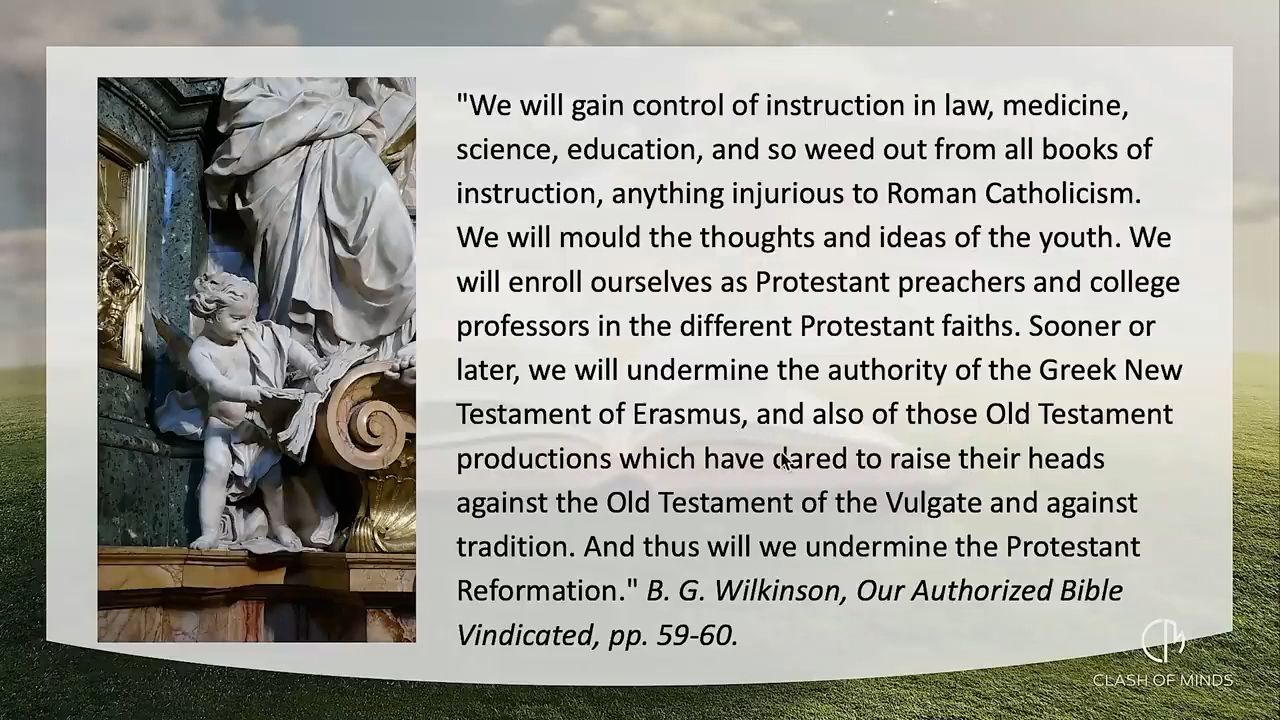 "We will gain control of instruction in law, medicine,
science, education, and so weed out from all books of
instruction, anything injurious to Roman Catholicism.
We will mould the thoughts and ideas of the youth. We
will enroll ourselves as Protestant preachers and college
professors in the different Protestant faiths. Sooner or
later, we will undermine the authority of the Greek New
Testament of Erasmus, and also of those Old Testament
productions which have dared to raise their heads
against the Old Testament of the Vulgate and against
tradition. And thus will we undermine the Protestant
Reformation." B. G. Wilkinson, Our Authorized Bible
Vindicated, pp. 59-60.
CLASH OF MINDS